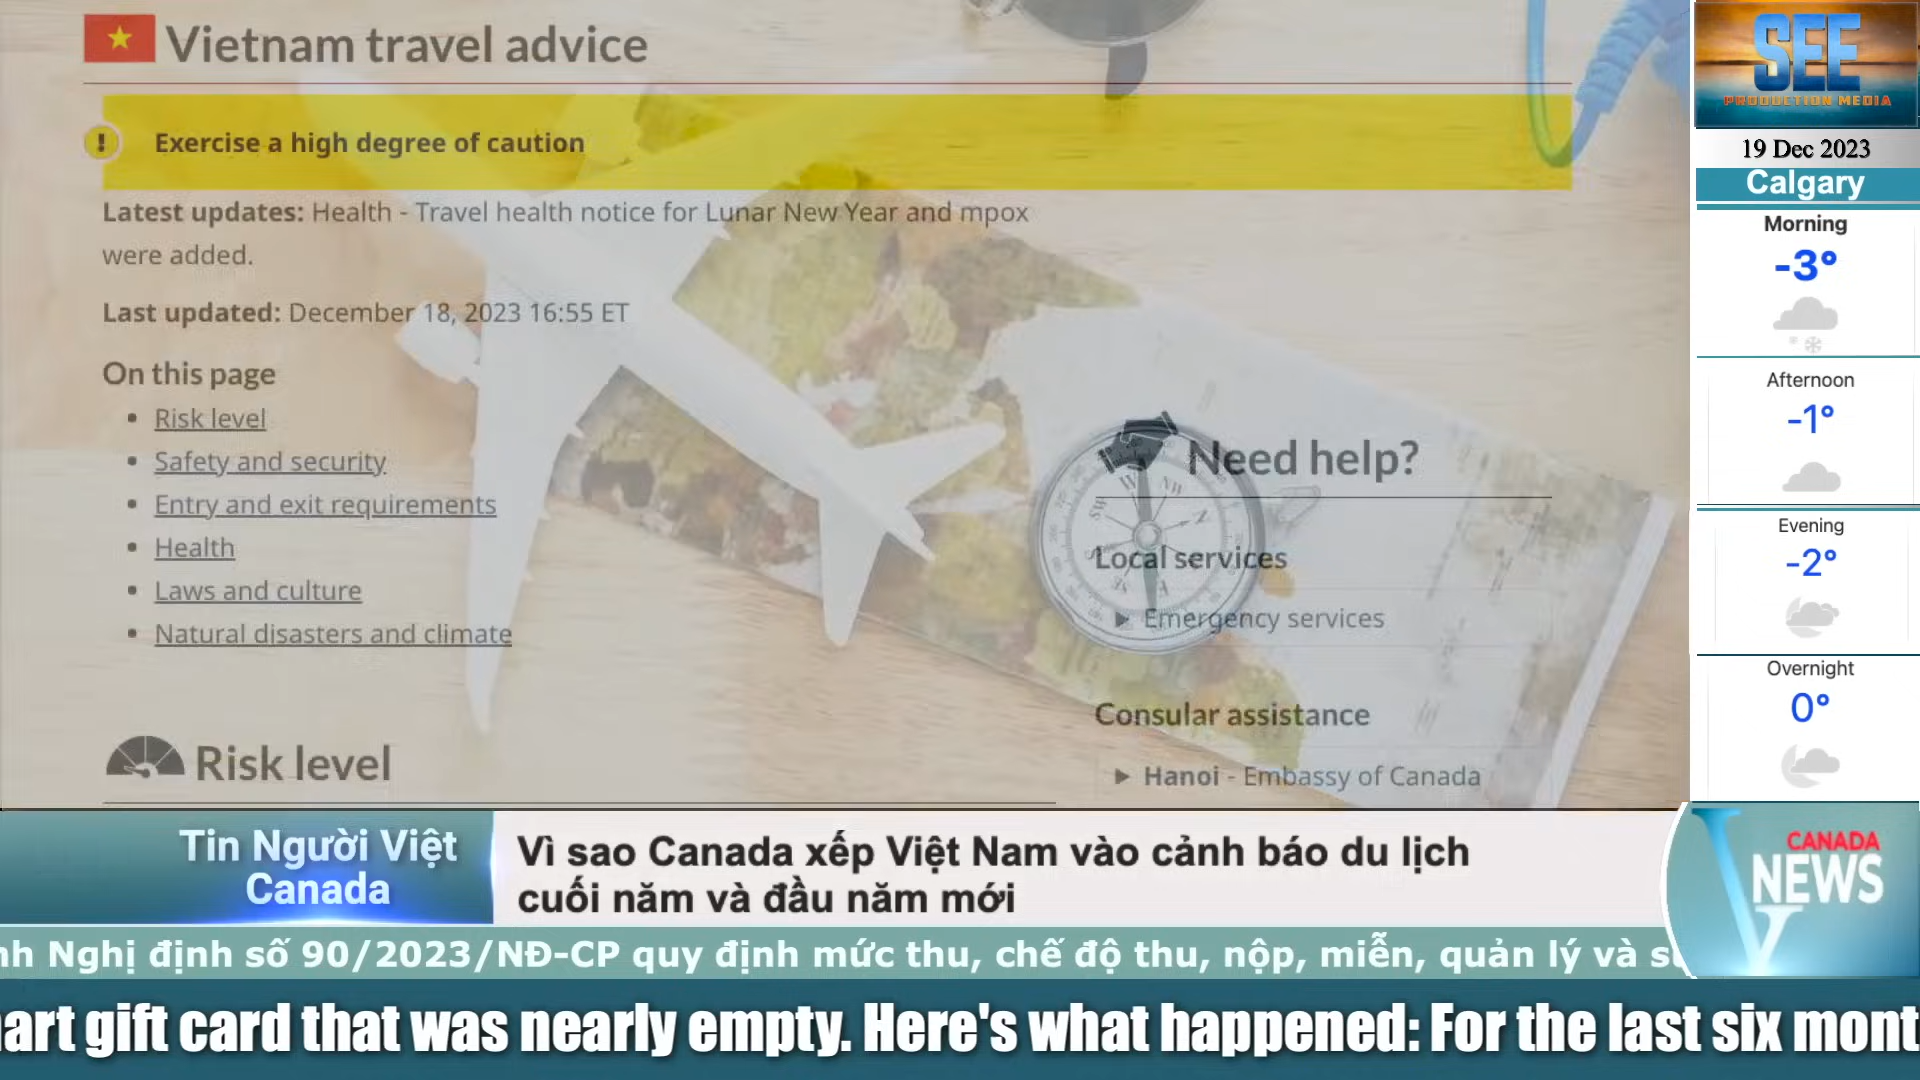 Vietnam travel advice
! Exercise a high degree of caution
Latest updates: Health - Travel health notice for Lunar New Year and mpox
were added.
Last updated: December 18, 2023 16:55 ET
On this page
Risk level
Safety and security
Entry and exit requirements
Health
Laws and culture
Natural disasters and climate
Risk level
Need help?
Local services
Emergency services
Consular assistance
Hanoi - Embassy of Canada
SEE
PRODUCTION MEDIA
19 Dec 2023
Calgary
Morning
-3°
Afternoon
-1°
Evening
-2°
Overnight
0°
Tin Người Việt
Canada
Vì sao Canada xếp Việt Nam vào cảnh báo du lịch
cuối năm và đầu năm mới
CANADA
NEWS
V
Nghị định số 90/2023/NĐ-CP quy định mức thu, chế độ thu, nộp, miễn, quản lý và
gift card that was nearly empty. Here's what happened: For the last six